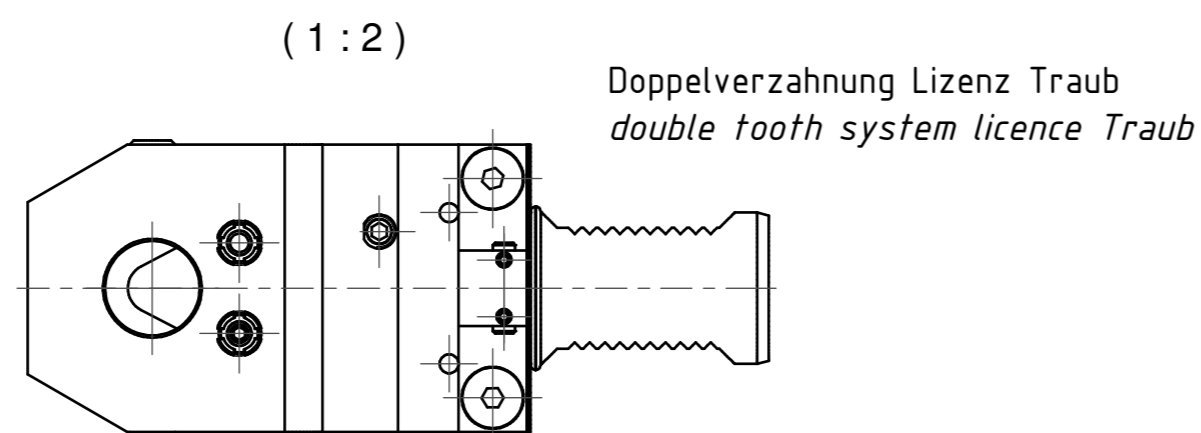 ( 1 : 2 )
Doppelverzahnung Lizenz Traub
double tooth system licence Traub